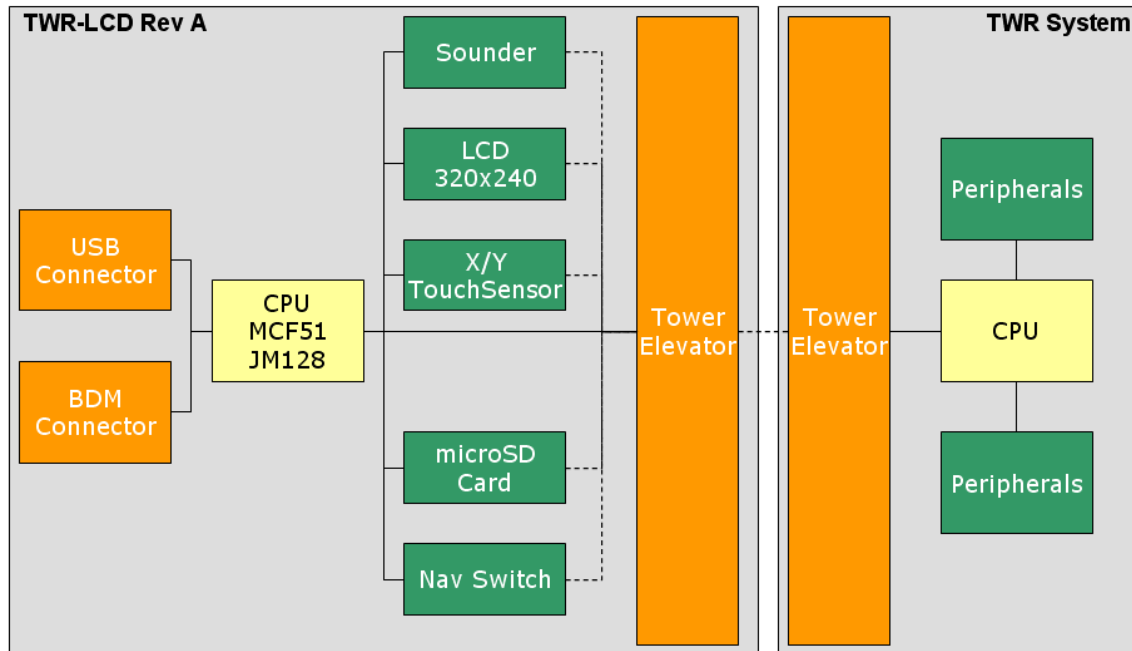 TWR-LCD Rev A
TWR System
Sounder
LCD
320x240
X/Y
TouchSensor
USB
Connector
CPU
MCF51
JM128
BDM
Connector
microSD
Card
Nav Switch
Tower
Elevator
Tower
Elevator
Peripherals
CPU
Peripherals